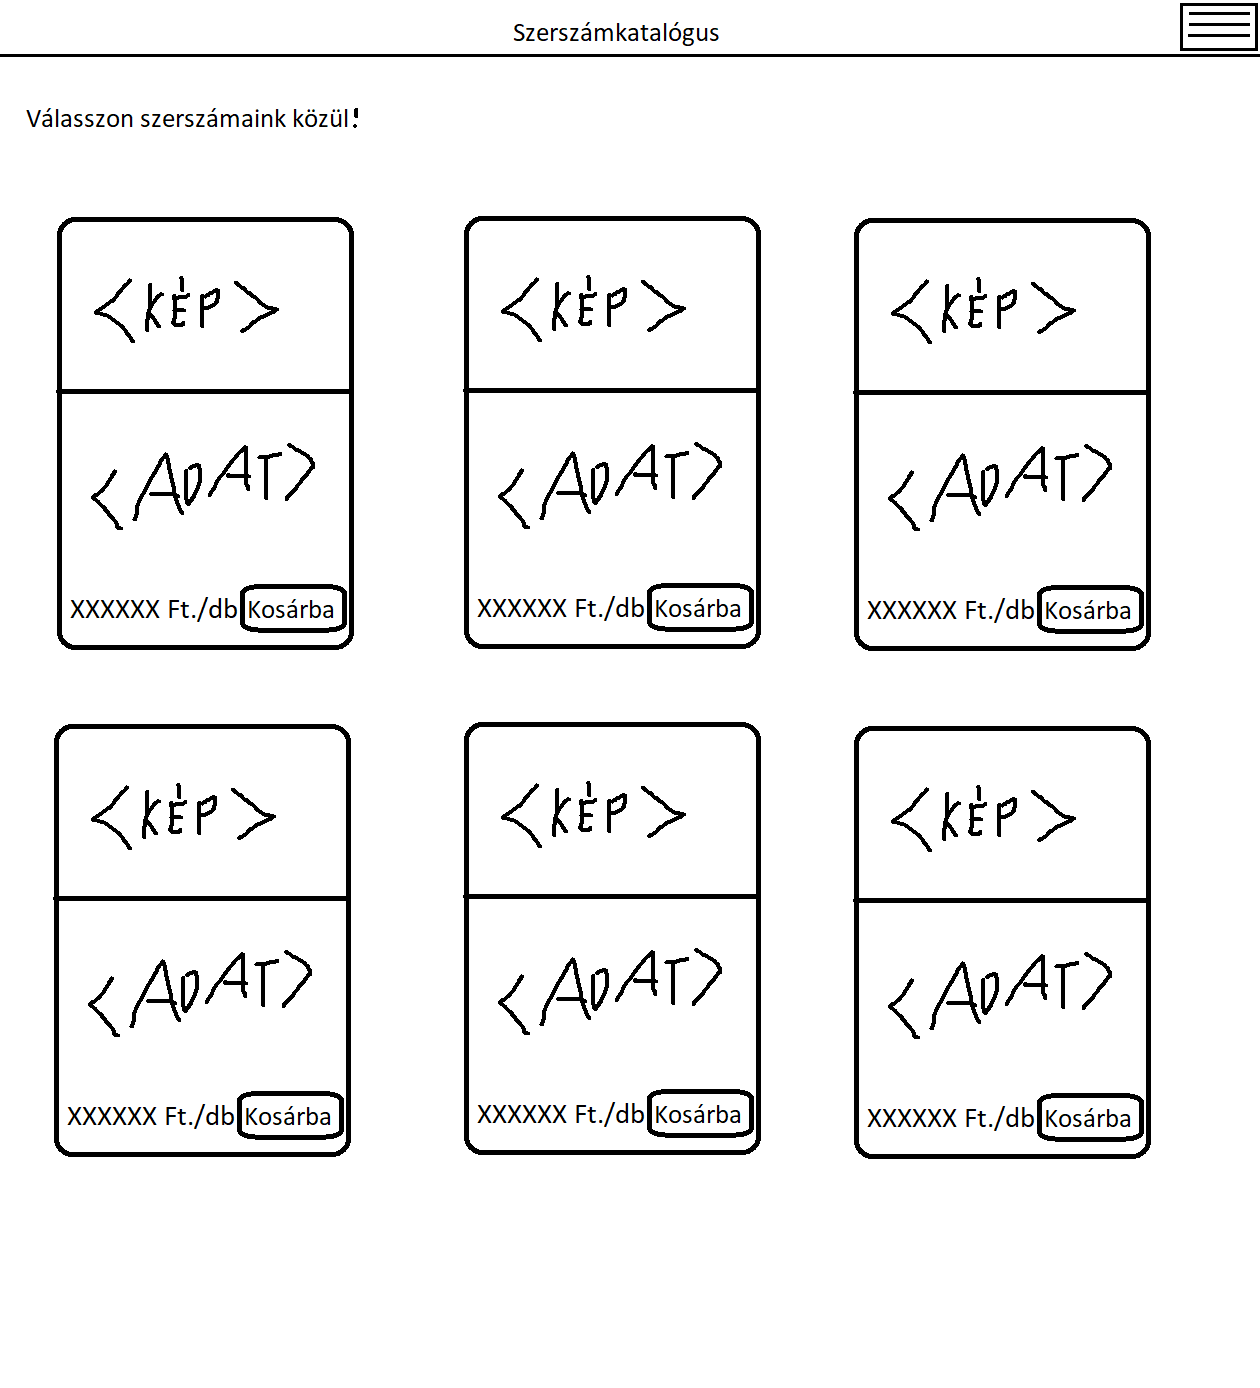 Szerszámkatalógus
Válasszon szerszámaink közül!
<KÉP> <KÉP> <KÉP>
<ADAT> <ADAT> <ADAT>
XXXXXX Ft./db Kosárba XXXXXX Ft./db Kosárba XXXXXX Ft./db Kosárba
<KÉP> <KÉP> <KÉP>
<ADAT> <ADAT> <ADAT>
XXXXXX Ft./db Kosárba XXXXXX Ft./db Kosárba XXXXXX Ft./db Kosárba